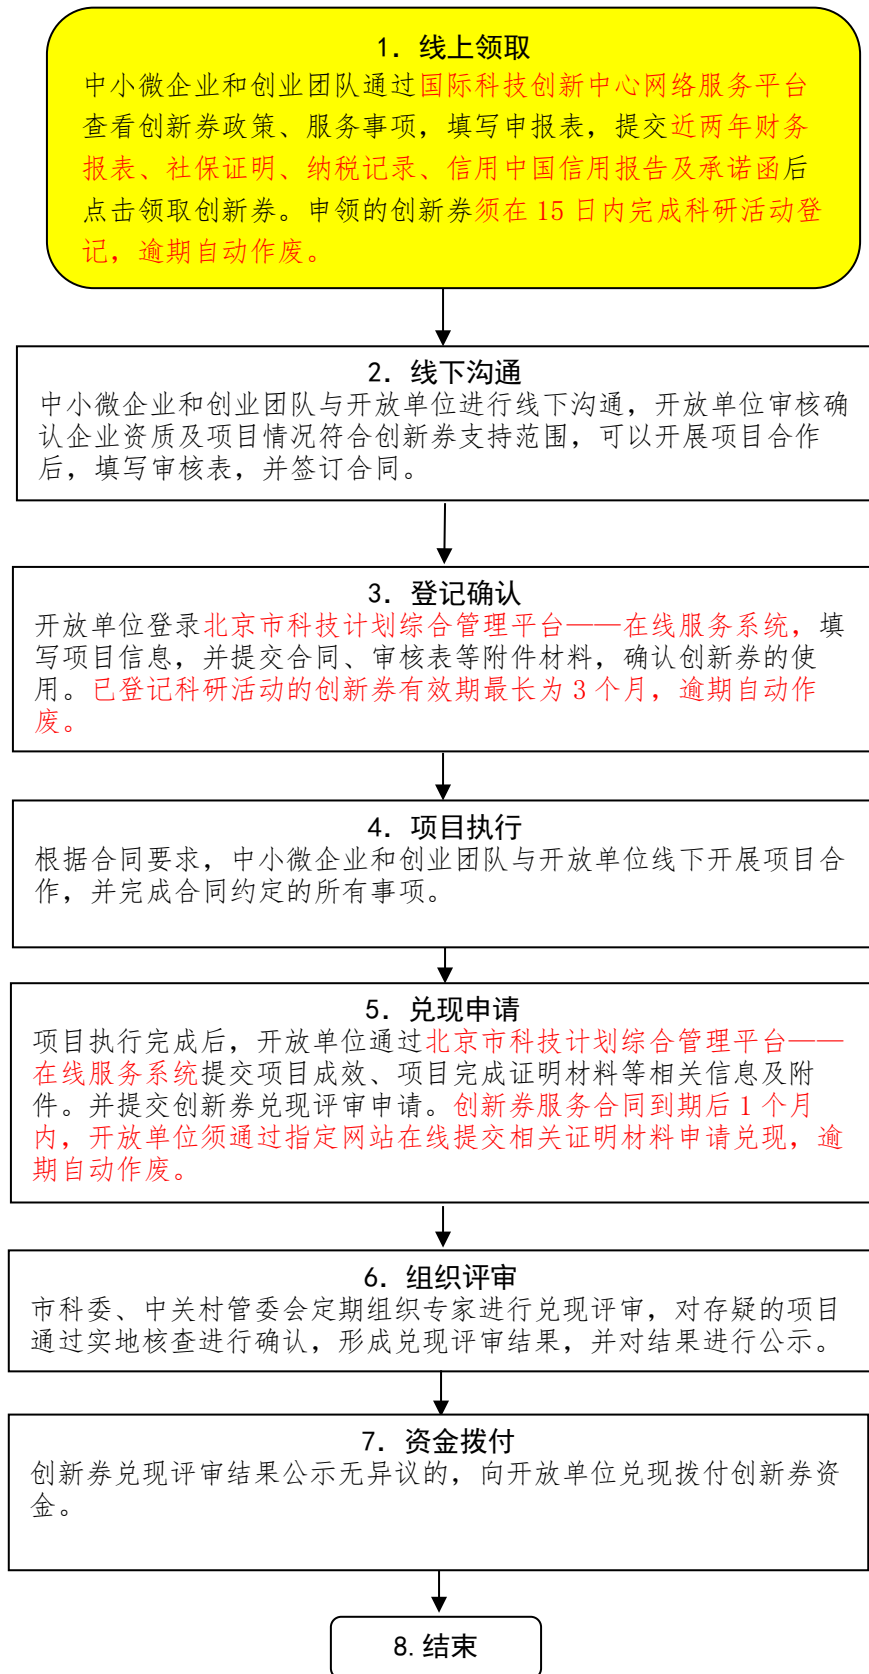 1. 线上领取
中小微企业和创业团队通过国际科技创新中心网络服务平台
查看创新券政策、服务事项，填写申报表，提交近两年财务
报表、社保证明、纳税记录、信用中国信用报告及承诺函后
点击领取创新券。申领的创新券须在 15 日内完成科研活动登
记，逾期自动作废。
2. 线下沟通
中小微企业和创业团队与开放单位进行线下沟通，开放单位审核确
认企业资质及项目情况符合创新券支持范围，可以开展项目合作
后，填写审核表，并签订合同。
3. 登记确认
开放单位登录北京市科技计划综合管理平台——在线服务系统，填
写项目信息，并提交合同、审核表等附件材料，确认创新券的使
用。已登记科研活动的创新券有效期最长为 3 个月，逾期自动作
废。
4. 项目执行
根据合同要求，中小微企业和创业团队与开放单位线下开展项目合
作，并完成合同约定的所有事项。
5. 兑现申请
项目执行完成后，开放单位通过北京市科技计划综合管理平台——
在线服务系统提交项目成效、项目完成证明材料等相关信息及附
件。并提交创新券兑现评审申请。创新券服务合同到期后 1 个月
内，开放单位须通过指定网站在线提交相关证明材料申请兑现，逾
期自动作废。
6. 组织评审
市科委、中关村管委会定期组织专家进行兑现评审，对存疑的项目
通过实地核查进行确认，形成兑现评审结果，并对结果进行公示。
7. 资金拨付
创新券兑现评审结果公示无异议的，向开放单位兑现拨付创新券资
金。
8. 结束